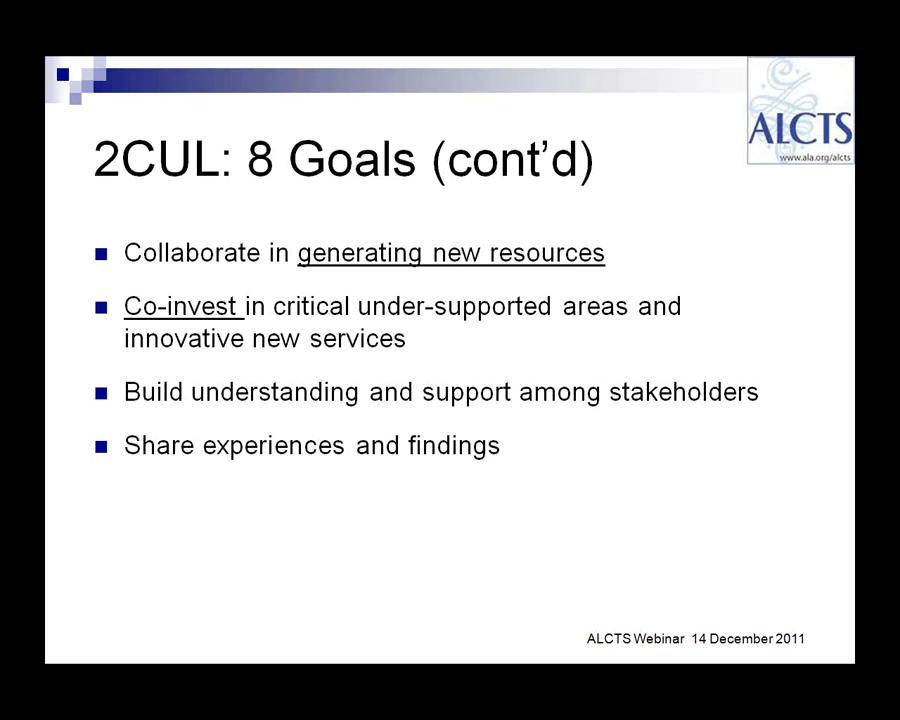 2CUL: 8 Goals (cont’d)
ALCTS
www.ala.org/alcts
Collaborate in generating new resources
Co-invest in critical under-supported areas and
innovative new services
Build understanding and support among stakeholders
Share experiences and findings
ALCTS Webinar 14 December 2011